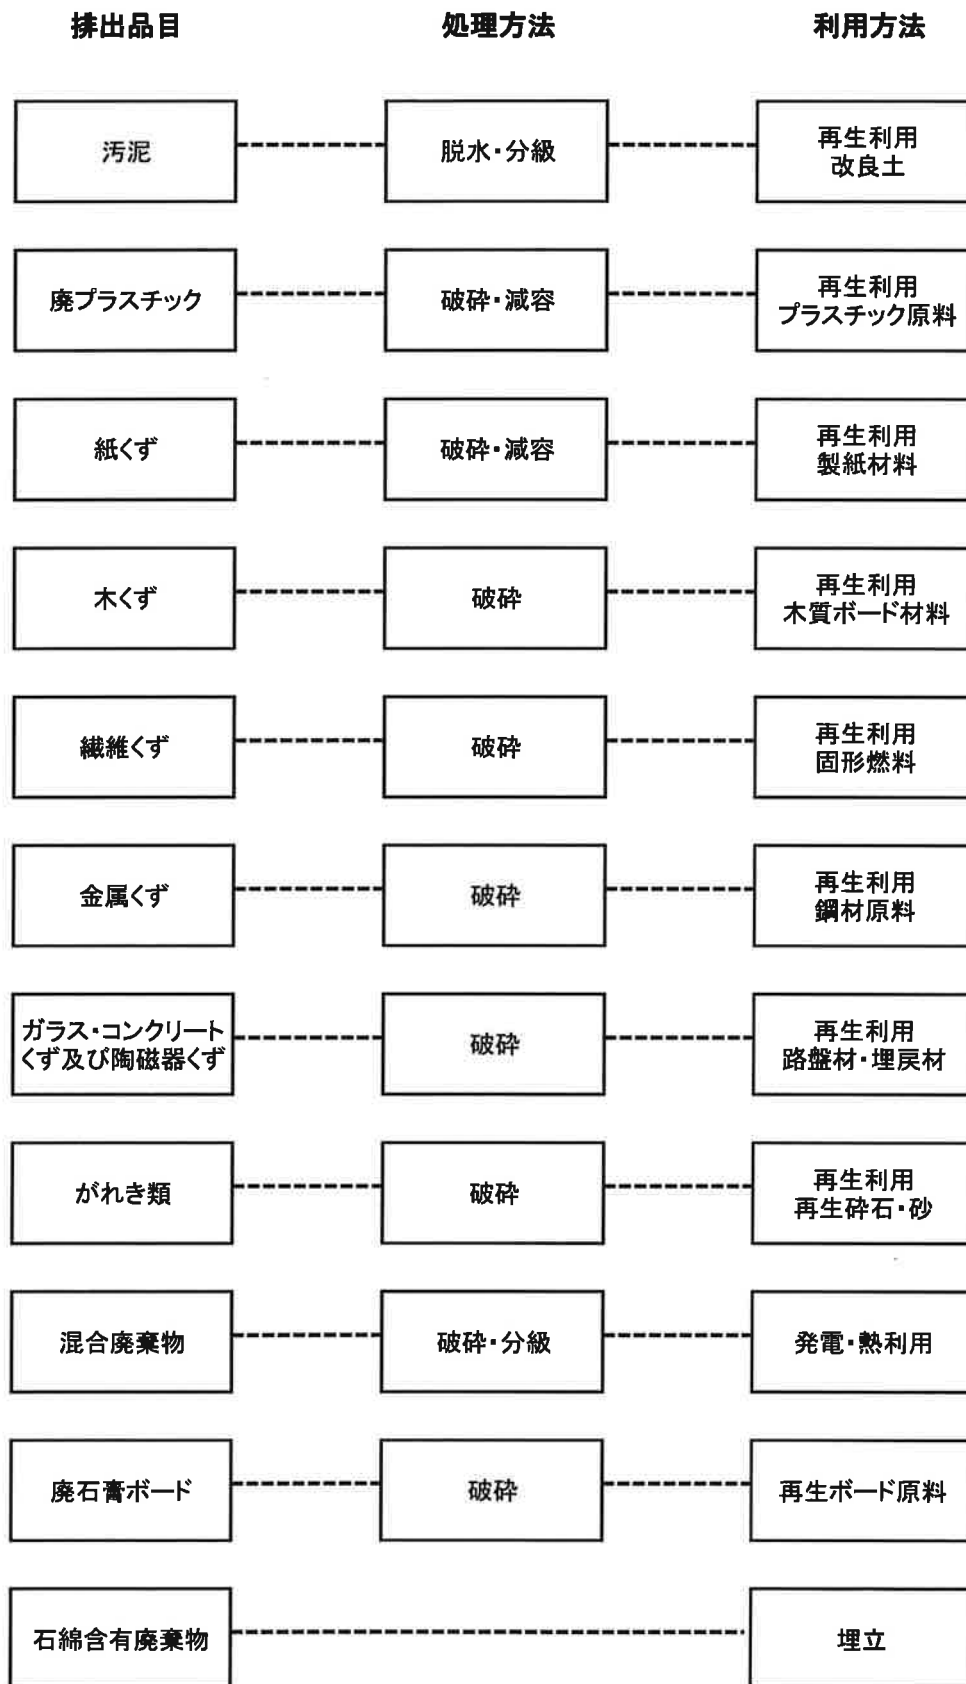 排出品目 処理方法 利用方法
汚泥 脱水・分級 再生利用
改良土
廃プラスチック 破砕・減容 再生利用
プラスチック原料
紙くず 破砕・減容 再生利用
製紙材料
木くず 破砕 再生利用
木質ボード材料
繊維くず 破砕 再生利用
固形燃料
金属くず 破砕 再生利用
鋼材原料
ガラス・コンクリート
くず及び陶磁器くず 破砕 再生利用
路盤材・埋戻材
がれき類 破砕 再生利用
再生砕石・砂
混合廃棄物 破砕・分級 発電・熱利用
廃石膏ボード 破砕 再生ボード原料
石綿含有廃棄物 埋立